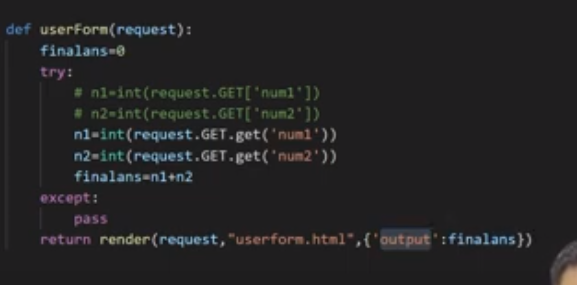 def userForm(request):
    finalans=0
    try:
        # n1=int(request.GET['num1'])
        # n2=int(request.GET['num2'])
        n1=int(request.GET.get('num1'))
        n2=int(request.GET.get('num2'))
        finalans=n1+n2
    except:
        pass
    return render(request,"userform.html",{'output':finalans})